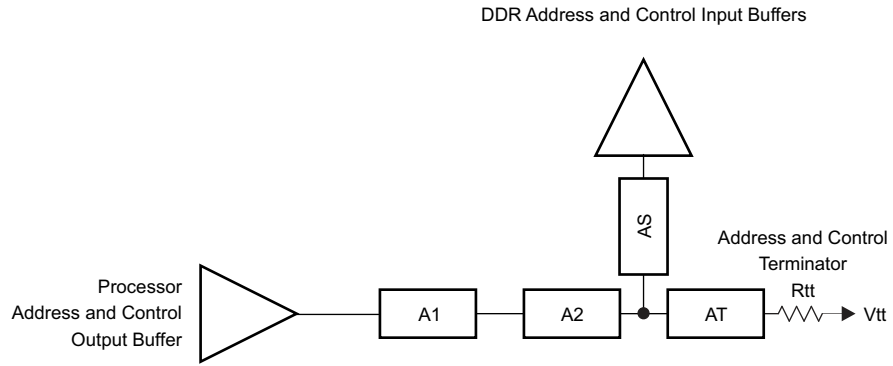 DDR Address and Control Input Buffers
AS
Address and Control
Terminator
Rtt
Processor
Address and Control
Output Buffer
A1
A2
AT
Vtt